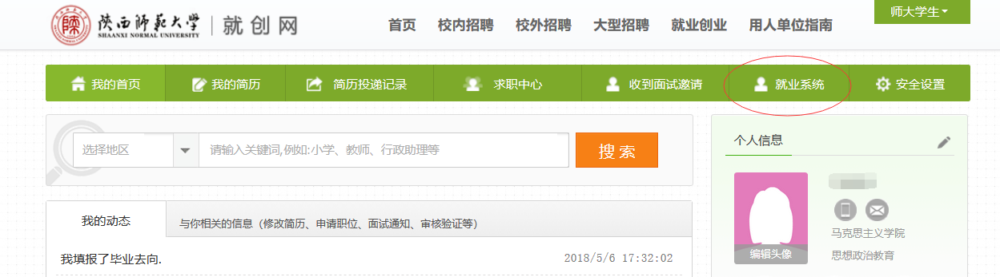 师大学生
陕西师范大学
SHAANXI NORMAL UNIVERSITY
就创网
首页 校内招聘 校外招聘 大型招聘 就业创业 用人单位指南
我的首页 我的简历 简历投递记录 求职中心 收到面试邀请 就业系统 安全设置
选择地区 请输入关键词,例如:小学、教师、行政助理等 搜索
个人信息
我的动态 与你相关的信息（修改简历、申请职位、面试通知、审核验证等）
我填报了毕业去向. 2018/5/6 17:32:02
马克思主义学院
思想政治教育
编辑头像